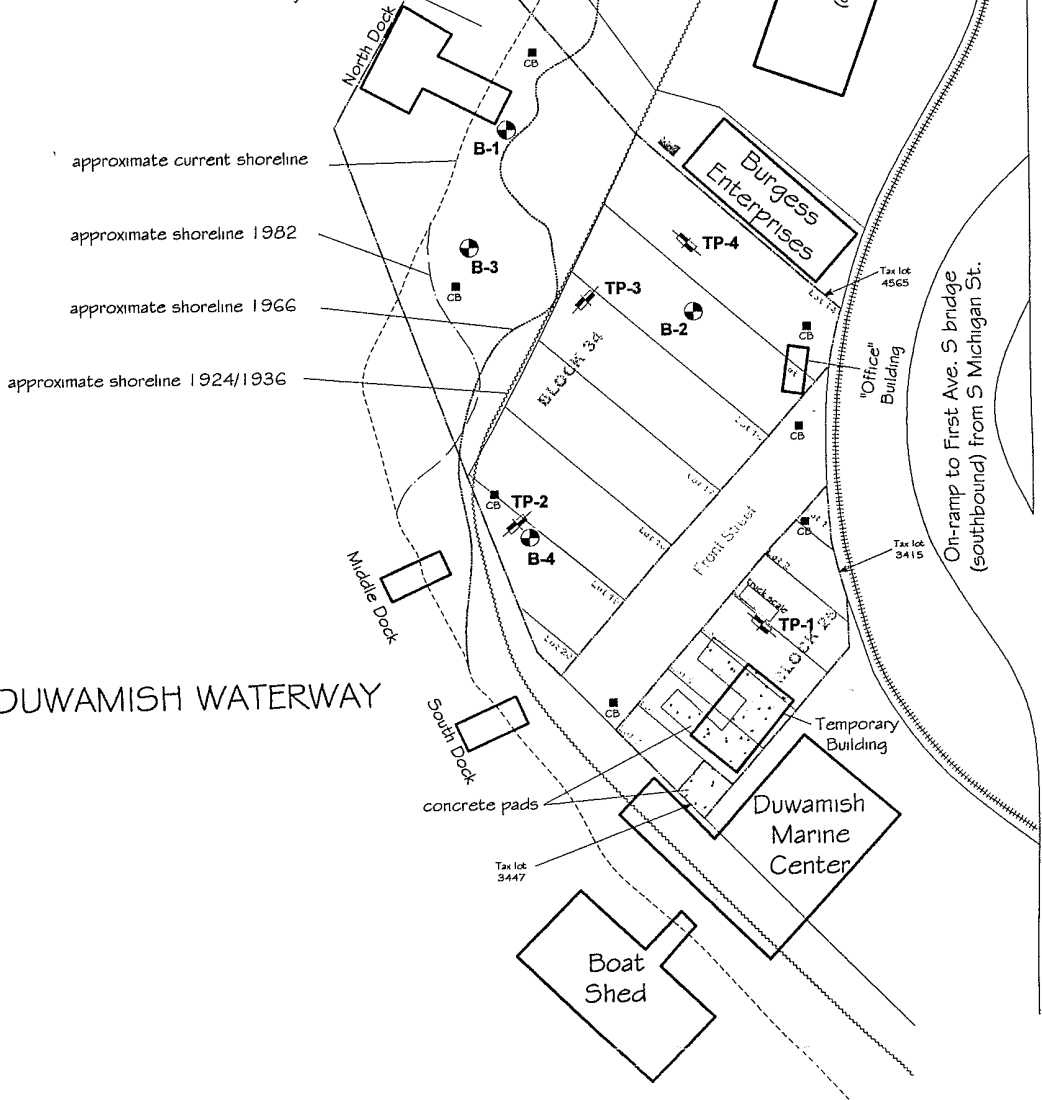 North Dock
CB
B-1
approximate current shoreline
Burgess
Enterprises
approximate shoreline 1982
TP-4
B-3
CB
Tax lot
4565
TP-3
B-2
approximate shoreline 1966
CB
BLOCK 34
"Office"
Building
approximate shoreline 1924/1936
On-ramp to First Ave. S bridge
(southbound) from S Michigan St.
CB
CB
TP-2
B-4
Front Street
CB
Tax lot
3415
Middle Dock
truck scale
TP-1
Lot 2
DUWAMISH WATERWAY
South Dock
CB
Temporary
Building
concrete pads
Duwamish
Marine
Center
Tax lot
3447
Boat
Shed